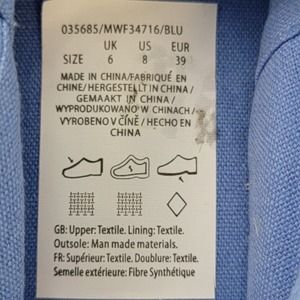 035685/MWF34716/BLU
UK US EUR
SIZE 6 8 39
MADE IN CHINA/FABRIQUÉ EN
CHINE/HERGESTELLT IN CHINA/
GEMAAKT IN CHINA/
WYPRODUKOWANO W CHINACH/
VYROBENO V ČÍNĚ/HECHO EN
CHINA
GB: Upper: Textile. Lining: Textile.
Outsole: Man made materials.
FR: Supérieur: Textile. Doublure: Textile.
Semelle extérieure: Fibre Synthétique